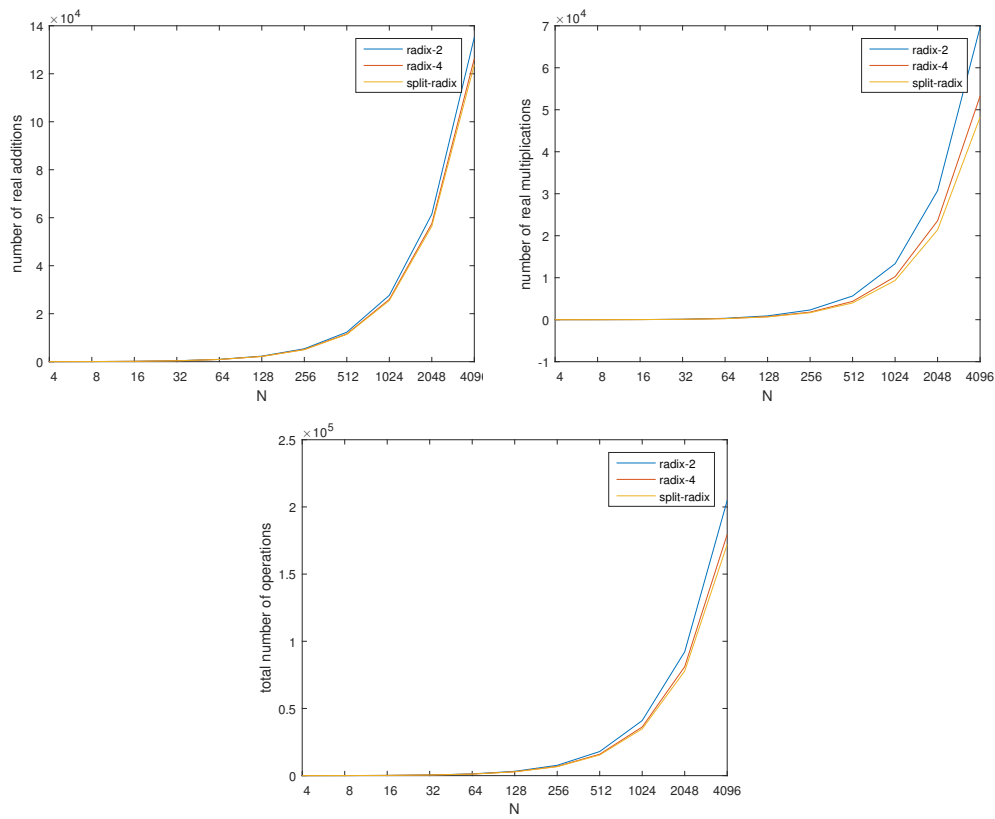 ×10^4
14
12
10
8
6
4
2
0
number of real additions
radix-2
radix-4
split-radix
4 8 16 32 64 128 256 512 1024 2048 4096
N
×10^4
7
6
5
4
3
2
1
0
-1
number of real multiplications
radix-2
radix-4
split-radix
4 8 16 32 64 128 256 512 1024 2048 4096
N
×10^5
2.5
2
1.5
1
0.5
0
total number of operations
radix-2
radix-4
split-radix
4 8 16 32 64 128 256 512 1024 2048 4096
N